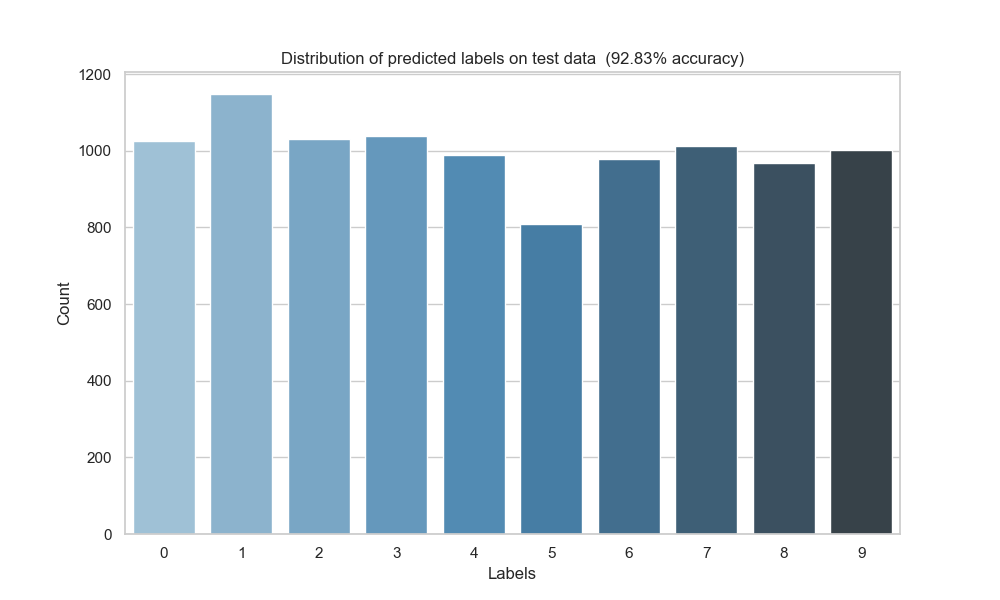 Distribution of predicted labels on test data  (92.83% accuracy)
1200
1000
800
600
400
200
0
Count
0 1 2 3 4 5 6 7 8 9
Labels